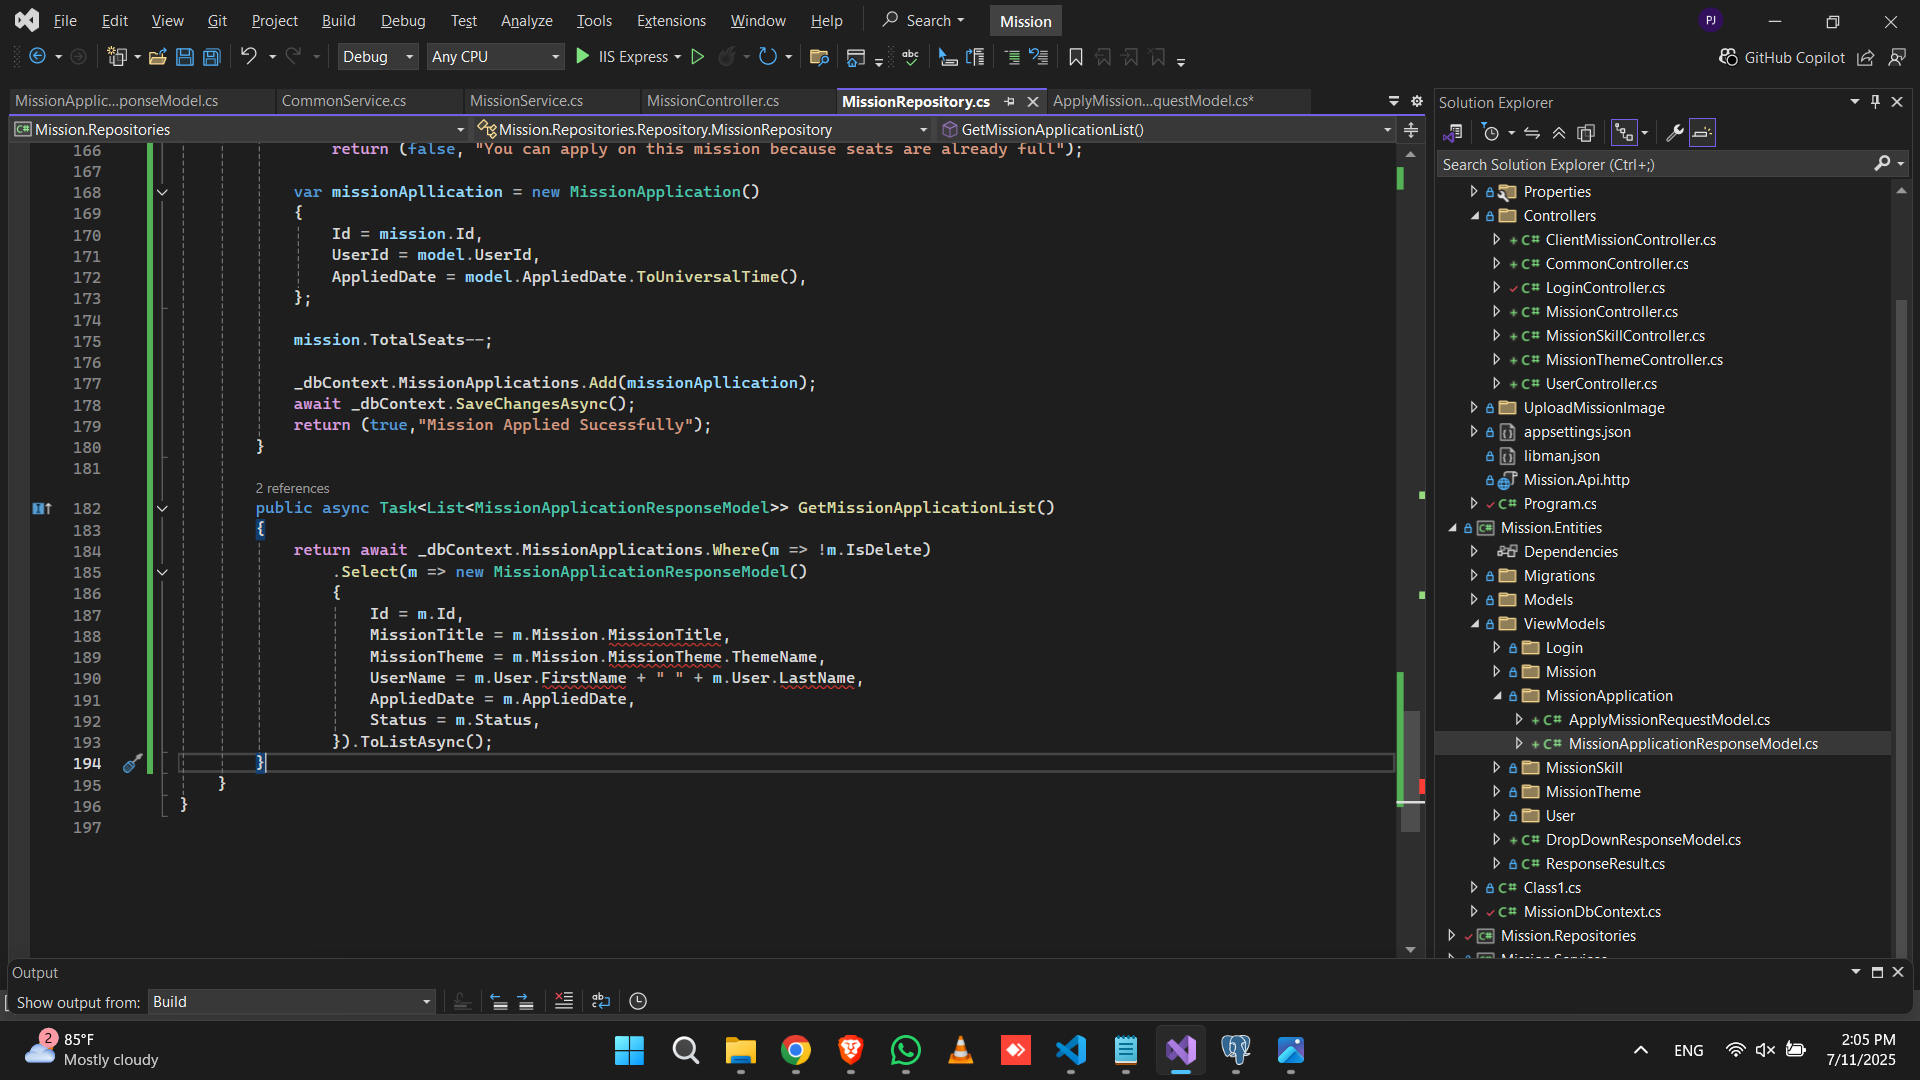 File Edit View Git Project Build Debug Test Analyze Tools Extensions Window Help Search Mission PJ
Debug Any CPU IIS Express GitHub Copilot
MissionApplic...ponseModel.cs CommonService.cs MissionService.cs MissionController.cs MissionRepository.cs ApplyMission...questModel.cs*
Mission.Repositories Mission.Repositories.Repository.MissionRepository GetMissionApplicationList()
166 return (false, "You can apply on this mission because seats are already full");
167
168 var missionApllication = new MissionApplication()
169 {
170 Id = mission.Id,
171 UserId = model.UserId,
172 AppliedDate = model.AppliedDate.ToUniversalTime(),
173 };
174
175 mission.TotalSeats--;
176
177 _dbContext.MissionApplications.Add(missionApllication);
178 await _dbContext.SaveChangesAsync();
179 return (true,"Mission Applied Sucessfully");
180 }
181
2 references
182 public async Task<List<MissionApplicationResponseModel>> GetMissionApplicationList()
183 {
184 return await _dbContext.MissionApplications.Where(m => !m.IsDelete)
185 .Select(m => new MissionApplicationResponseModel()
186 {
187 Id = m.Id,
188 MissionTitle = m.Mission.MissionTitle,
189 MissionTheme = m.Mission.MissionTheme.ThemeName,
190 UserName = m.User.FirstName + " " + m.User.LastName,
191 AppliedDate = m.AppliedDate,
192 Status = m.Status,
193 }).ToListAsync();
194 }
195 }
196 }
197
Solution Explorer
Search Solution Explorer (Ctrl+;)
Properties
Controllers
C# ClientMissionController.cs
C# CommonController.cs
C# LoginController.cs
C# MissionController.cs
C# MissionSkillController.cs
C# MissionThemeController.cs
C# UserController.cs
UploadMissionImage
appsettings.json
libman.json
Mission.Api.http
C# Program.cs
C# Mission.Entities
Dependencies
Migrations
Models
ViewModels
Login
Mission
MissionApplication
C# ApplyMissionRequestModel.cs
C# MissionApplicationResponseModel.cs
MissionSkill
MissionTheme
User
C# DropDownResponseModel.cs
C# ResponseResult.cs
C# Class1.cs
C# MissionDbContext.cs
C# Mission.Repositories
Output
Show output from: Build
2 85°F
Mostly cloudy
ENG
2:05 PM
7/11/2025